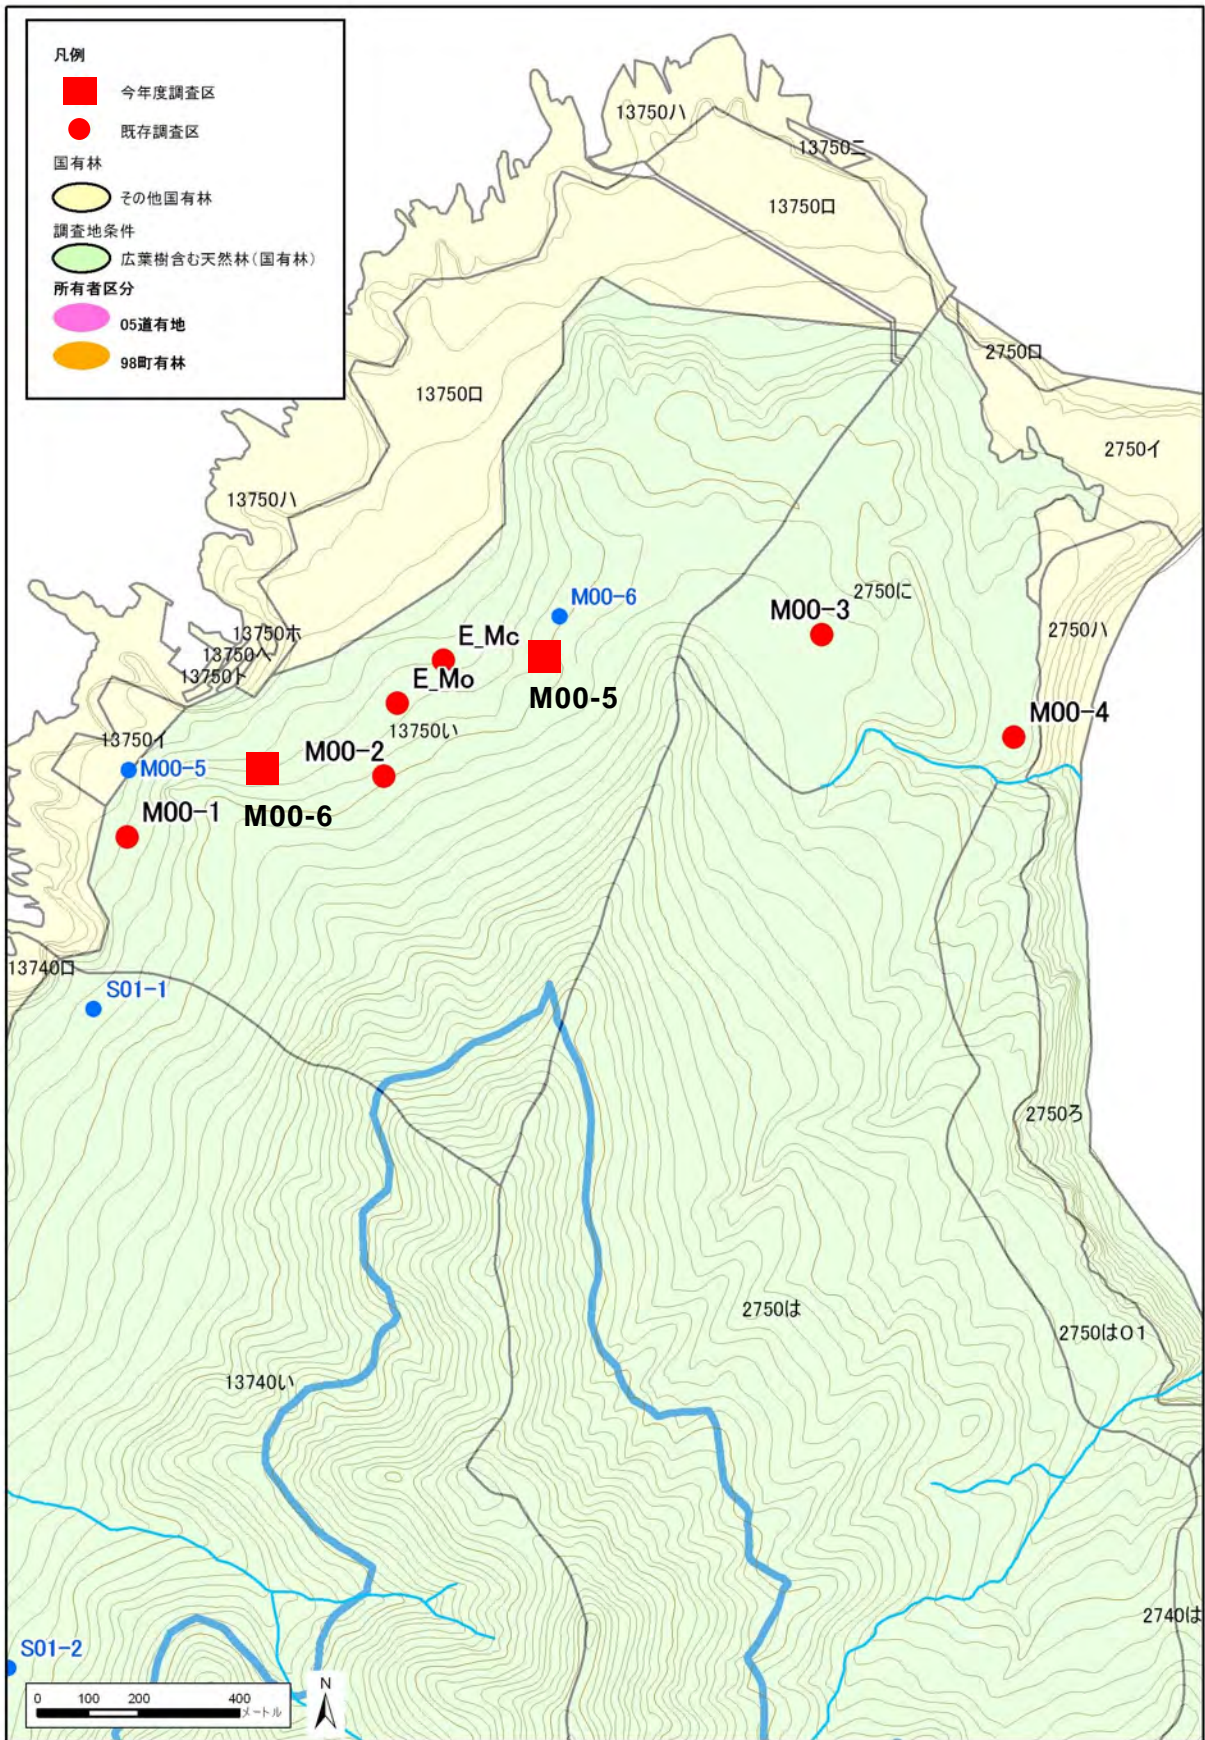 凡例
今年度調査区
既存調査区
国有林
その他国有林
調査地条件
広葉樹含む天然林(国有林)
所有者区分
05道有地
98町有林
13750ハ
13750ニ
13750ロ
2750ロ
13750ロ
2750イ
13750ハ
2750に
M00-6
M00-3
2750ハ
13750ホ
E_Mc
13750ヘ
13750ト
E_Mo
M00-5
M00-4
13750い
13750イ
M00-2
M00-5
M00-1
M00-6
13740ロ
S01-1
2750ろ
2750は
2750は01
13740い
2740は
S01-2
0 100 200 400
メートル
N